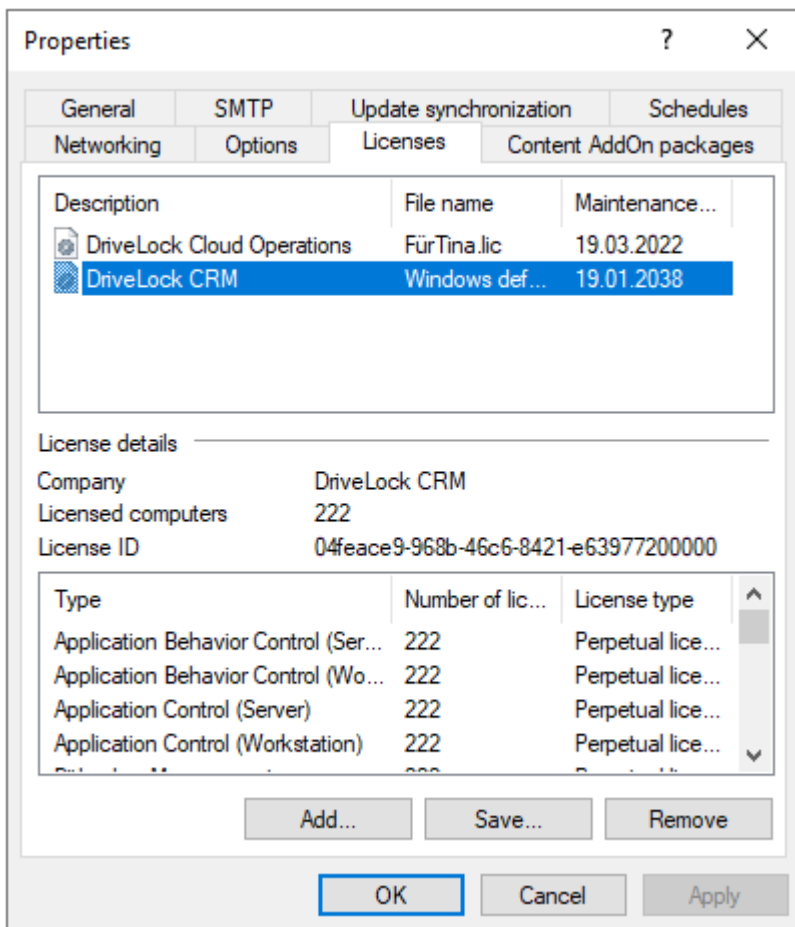 Properties ?
General SMTP Update synchronization Schedules
Networking Options Licenses Content AddOn packages
Description File name Maintenance...
DriveLock Cloud Operations FürTina.lic 19.03.2022
DriveLock CRM Windows def... 19.01.2038
License details
Company DriveLock CRM
Licensed computers 222
License ID 04feace9-968b-46c6-8421-e63977200000
Type Number of lic... License type
Application Behavior Control (Ser... 222 Perpetual lice...
Application Behavior Control (Wo... 222 Perpetual lice...
Application Control (Server) 222 Perpetual lice...
Application Control (Workstation) 222 Perpetual lice...
Add... Save... Remove
OK Cancel Apply